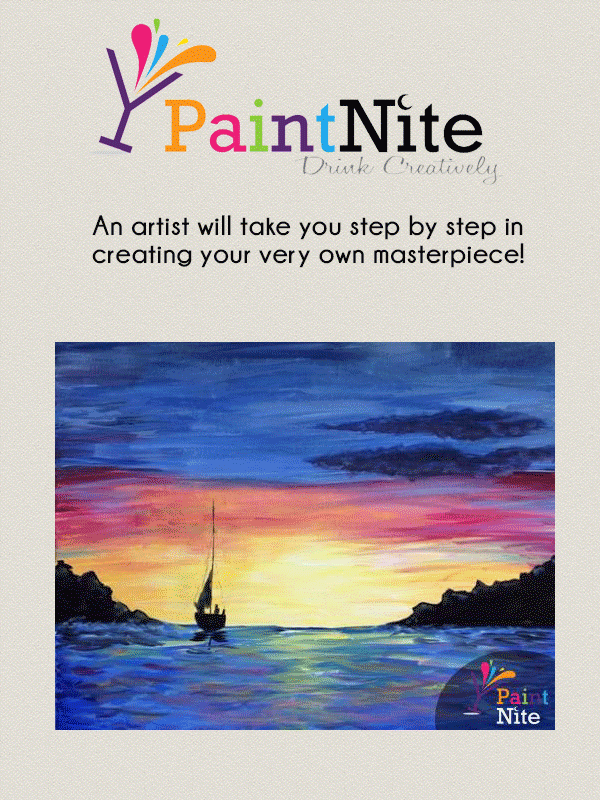 PaintNite
Drink Creatively
An artist will take you step by step in
creating your very own masterpiece!
Paint
Nite